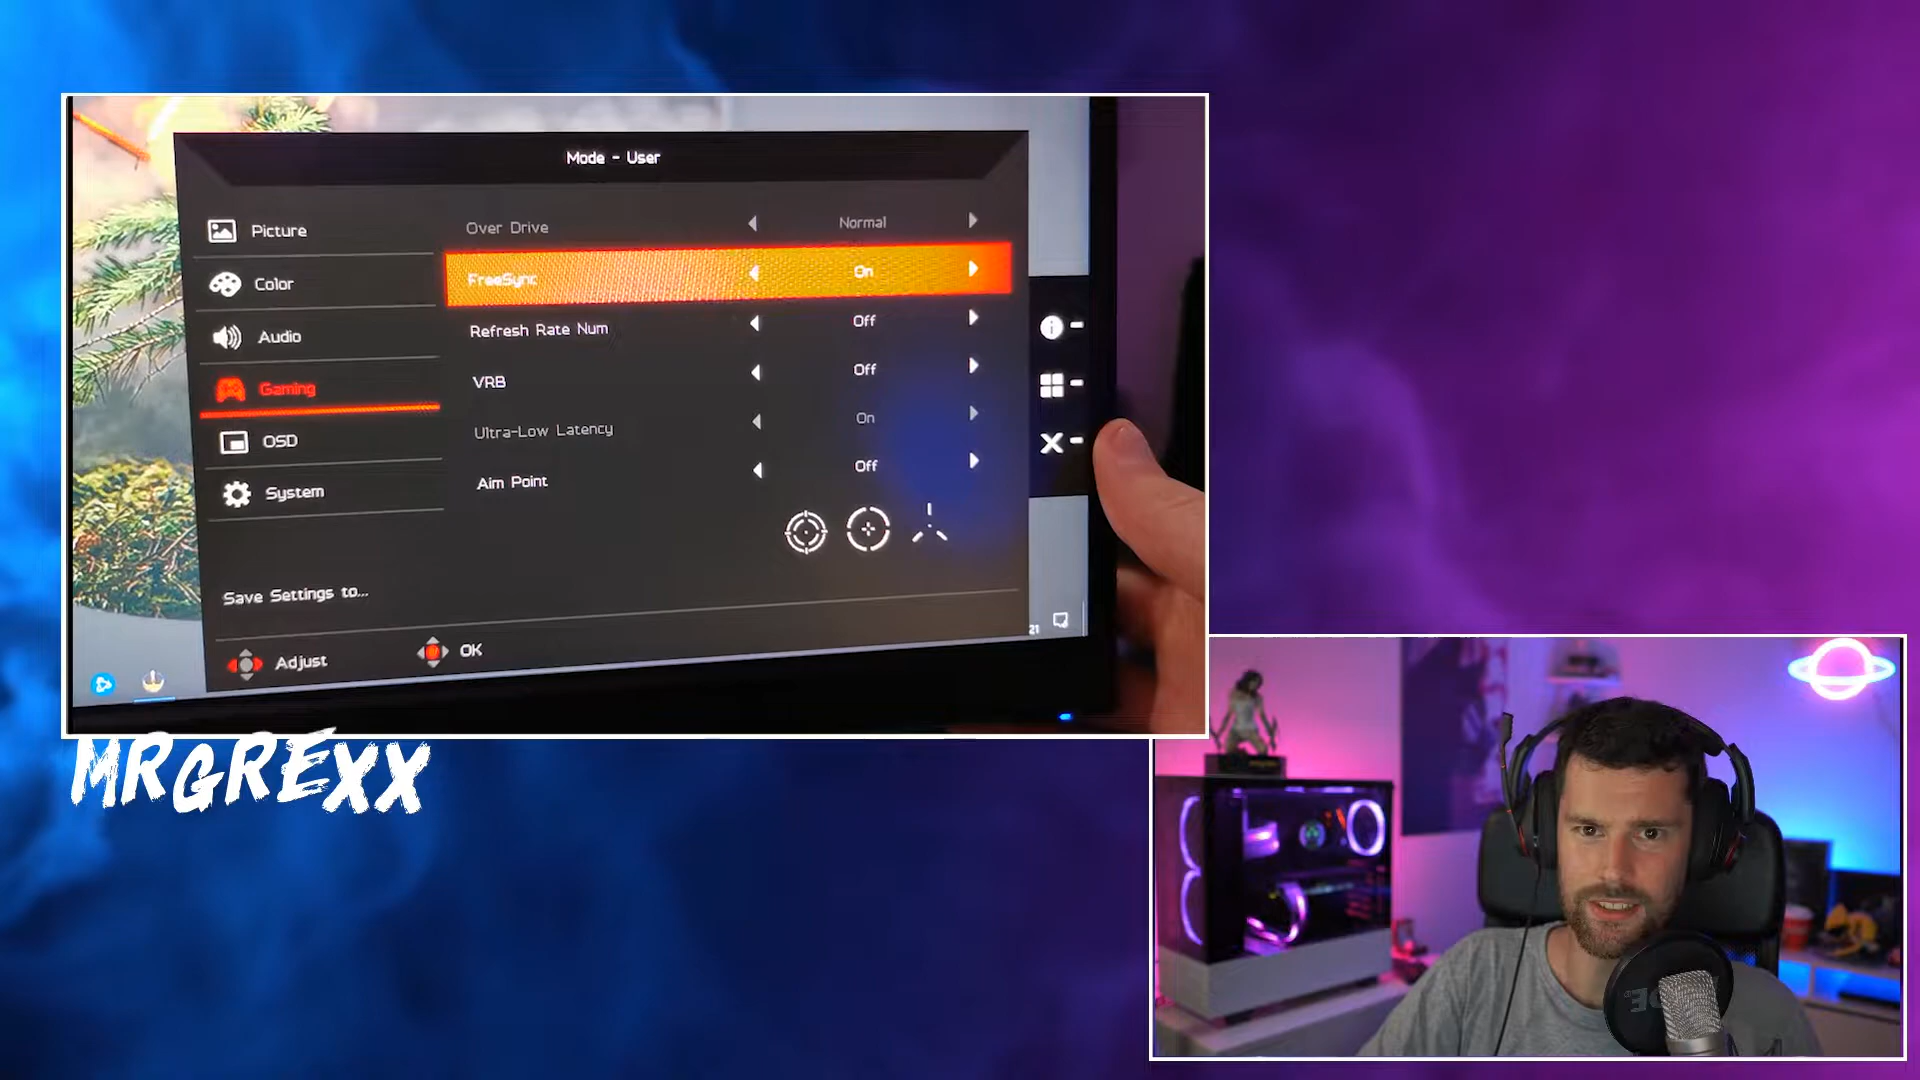 Mode - User
Picture
Color
Audio
Gaming
OSD
System
Save Settings to...
Over Drive Normal
FreeSync On
Refresh Rate Num Off
VRB Off
Ultra-Low Latency On
Aim Point Off
Adjust
OK
21
MRGREXX